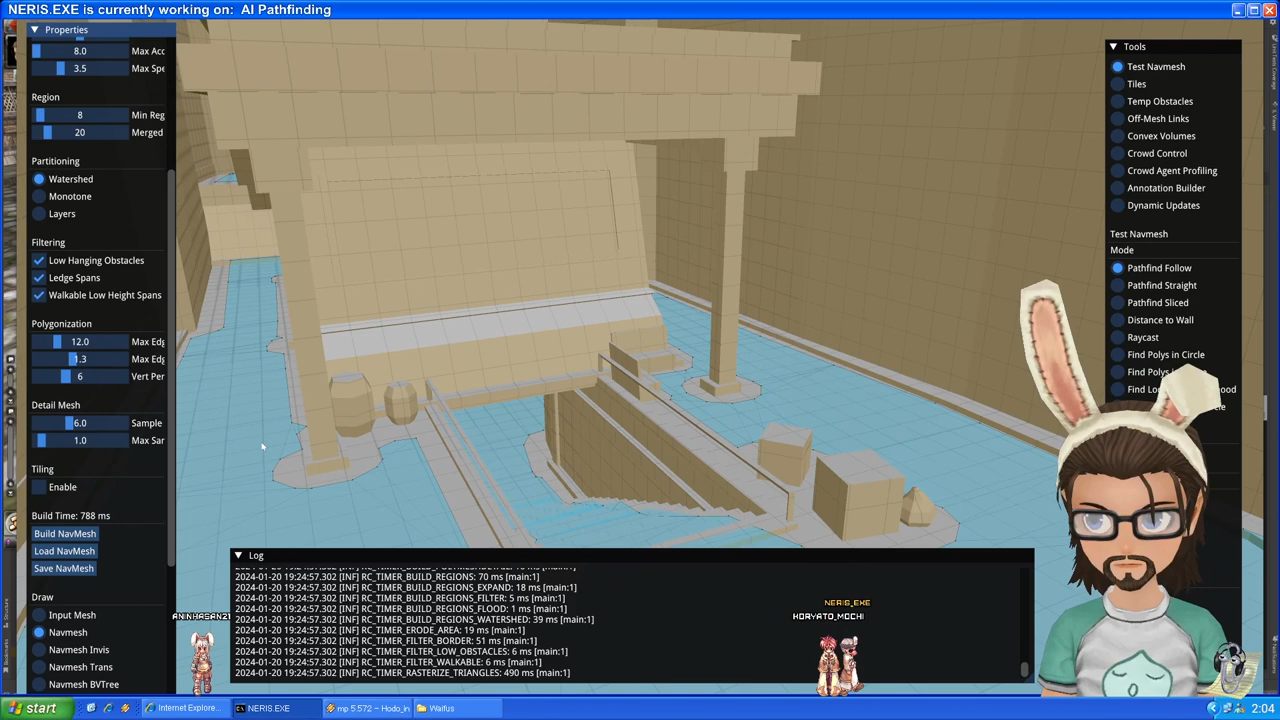 NERIS.EXE is currently working on: AI Pathfinding
Properties
8.0 Max Acc
3.5 Max Spe
Region
8 Min Reg
20 Merged
Partitioning
Watershed
Monotone
Layers
Filtering
Low Hanging Obstacles
Ledge Spans
Walkable Low Height Spans
Polygonization
12.0 Max Edg
1.3 Max Edg
6 Vert Per
Detail Mesh
6.0 Sample
1.0 Max Sar
Tiling
Enable
Build Time: 788 ms
Build NavMesh
Load NavMesh
Save NavMesh
Draw
Input Mesh
Navmesh
Navmesh Invis
Navmesh Trans
Navmesh BVTree
Log
2024-01-20 19:24:57.302 [INF] RC_TIMER_BUILD_REGIONS: 70 ms [main:1]
2024-01-20 19:24:57.302 [INF] RC_TIMER_BUILD_REGIONS_EXPAND: 18 ms [main:1]
2024-01-20 19:24:57.302 [INF] RC_TIMER_BUILD_REGIONS_FILTER: 5 ms [main:1]
2024-01-20 19:24:57.302 [INF] RC_TIMER_BUILD_REGIONS_FLOOD: 1 ms [main:1]
2024-01-20 19:24:57.302 [INF] RC_TIMER_BUILD_REGIONS_WATERSHED: 39 ms [main:1]
2024-01-20 19:24:57.302 [INF] RC_TIMER_ERODE_AREA: 19 ms [main:1]
2024-01-20 19:24:57.302 [INF] RC_TIMER_FILTER_BORDER: 51 ms [main:1]
2024-01-20 19:24:57.302 [INF] RC_TIMER_FILTER_LOW_OBSTACLES: 6 ms [main:1]
2024-01-20 19:24:57.302 [INF] RC_TIMER_FILTER_WALKABLE: 6 ms [main:1]
2024-01-20 19:24:57.302 [INF] RC_TIMER_RASTERIZE_TRIANGLES: 490 ms [main:1]
NERIS_EXE
HORYATO_MOCHI
Tools
Test Navmesh
Tiles
Temp Obstacles
Off-Mesh Links
Convex Volumes
Crowd Control
Crowd Agent Profiling
Annotation Builder
Dynamic Updates
Test Navmesh
Mode
Pathfind Follow
Pathfind Straight
Pathfind Sliced
Distance to Wall
Raycast
Find Polys in Circle
Find Polys
Find Lo
start
Internet Explore...
NERIS.EXE
mp 5.572 - Hodo_in
Waifus
2:04